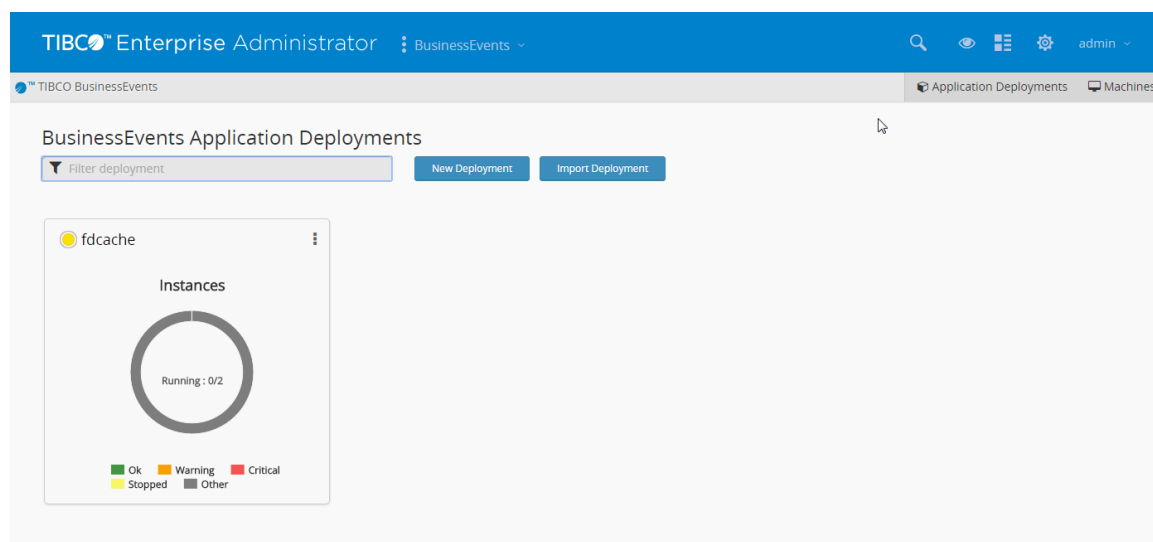 TIBCO™ Enterprise Administrator BusinessEvents admin
™ TIBCO BusinessEvents Application Deployments Machines
BusinessEvents Application Deployments
Filter deployment New Deployment Import Deployment
fdcache
Instances
Running : 0/2
Ok Warning Critical
Stopped Other